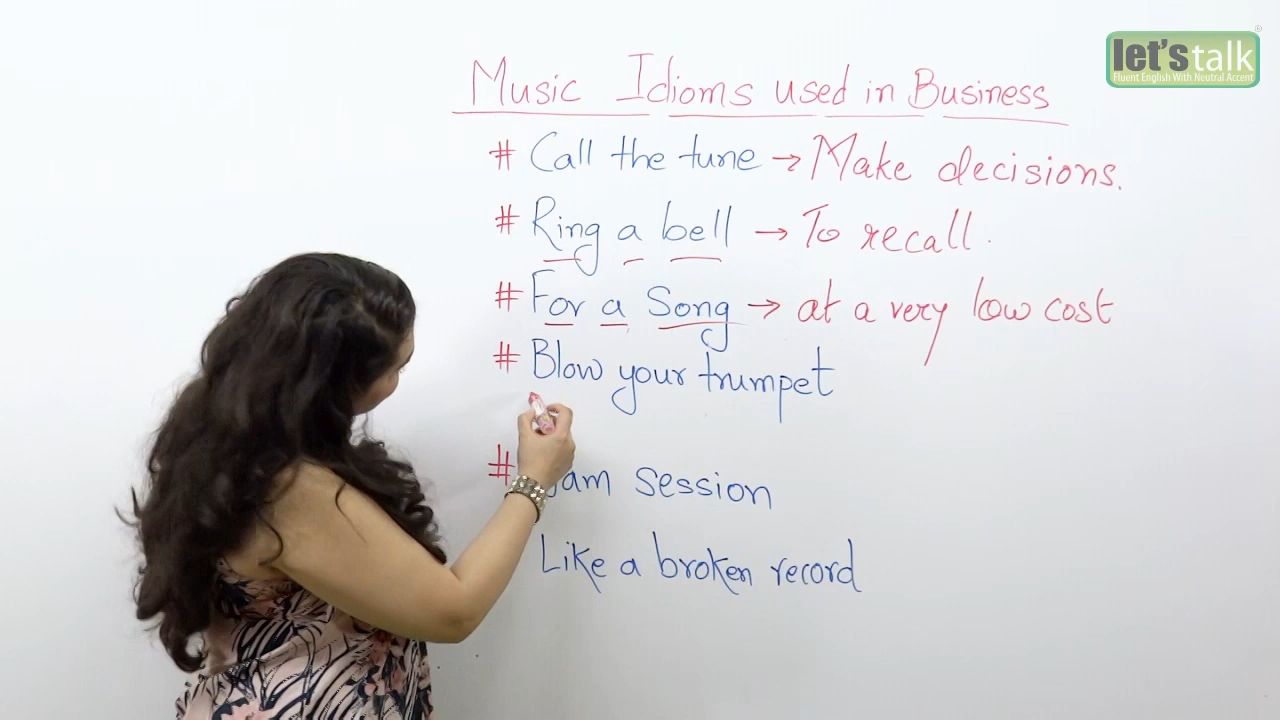 let's talk ®
Fluent English With Neutral Accent
Music Idioms used in Business
# Call the tune → Make decisions.
# Ring a bell → To recall.
# For a Song → at a very low cost
# Blow your trumpet
# session
Like a broken record